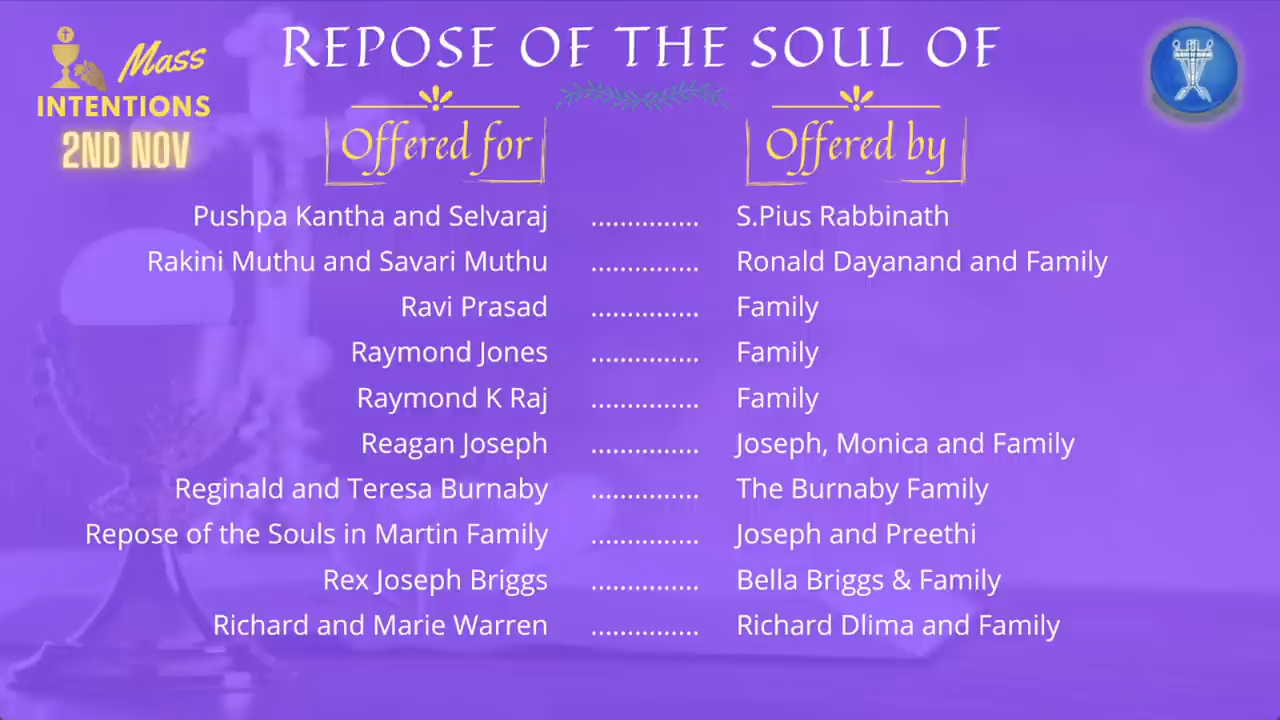 Mass
INTENTIONS
2ND NOV
REPOSE OF THE SOUL OF
Offered for
Offered by
Pushpa Kantha and Selvaraj ............... S.Pius Rabbinath
Rakini Muthu and Savari Muthu ............... Ronald Dayanand and Family
Ravi Prasad ............... Family
Raymond Jones ............... Family
Raymond K Raj ............... Family
Reagan Joseph ............... Joseph, Monica and Family
Reginald and Teresa Burnaby ............... The Burnaby Family
Repose of the Souls in Martin Family ............... Joseph and Preethi
Rex Joseph Briggs ............... Bella Briggs & Family
Richard and Marie Warren ............... Richard Dlima and Family